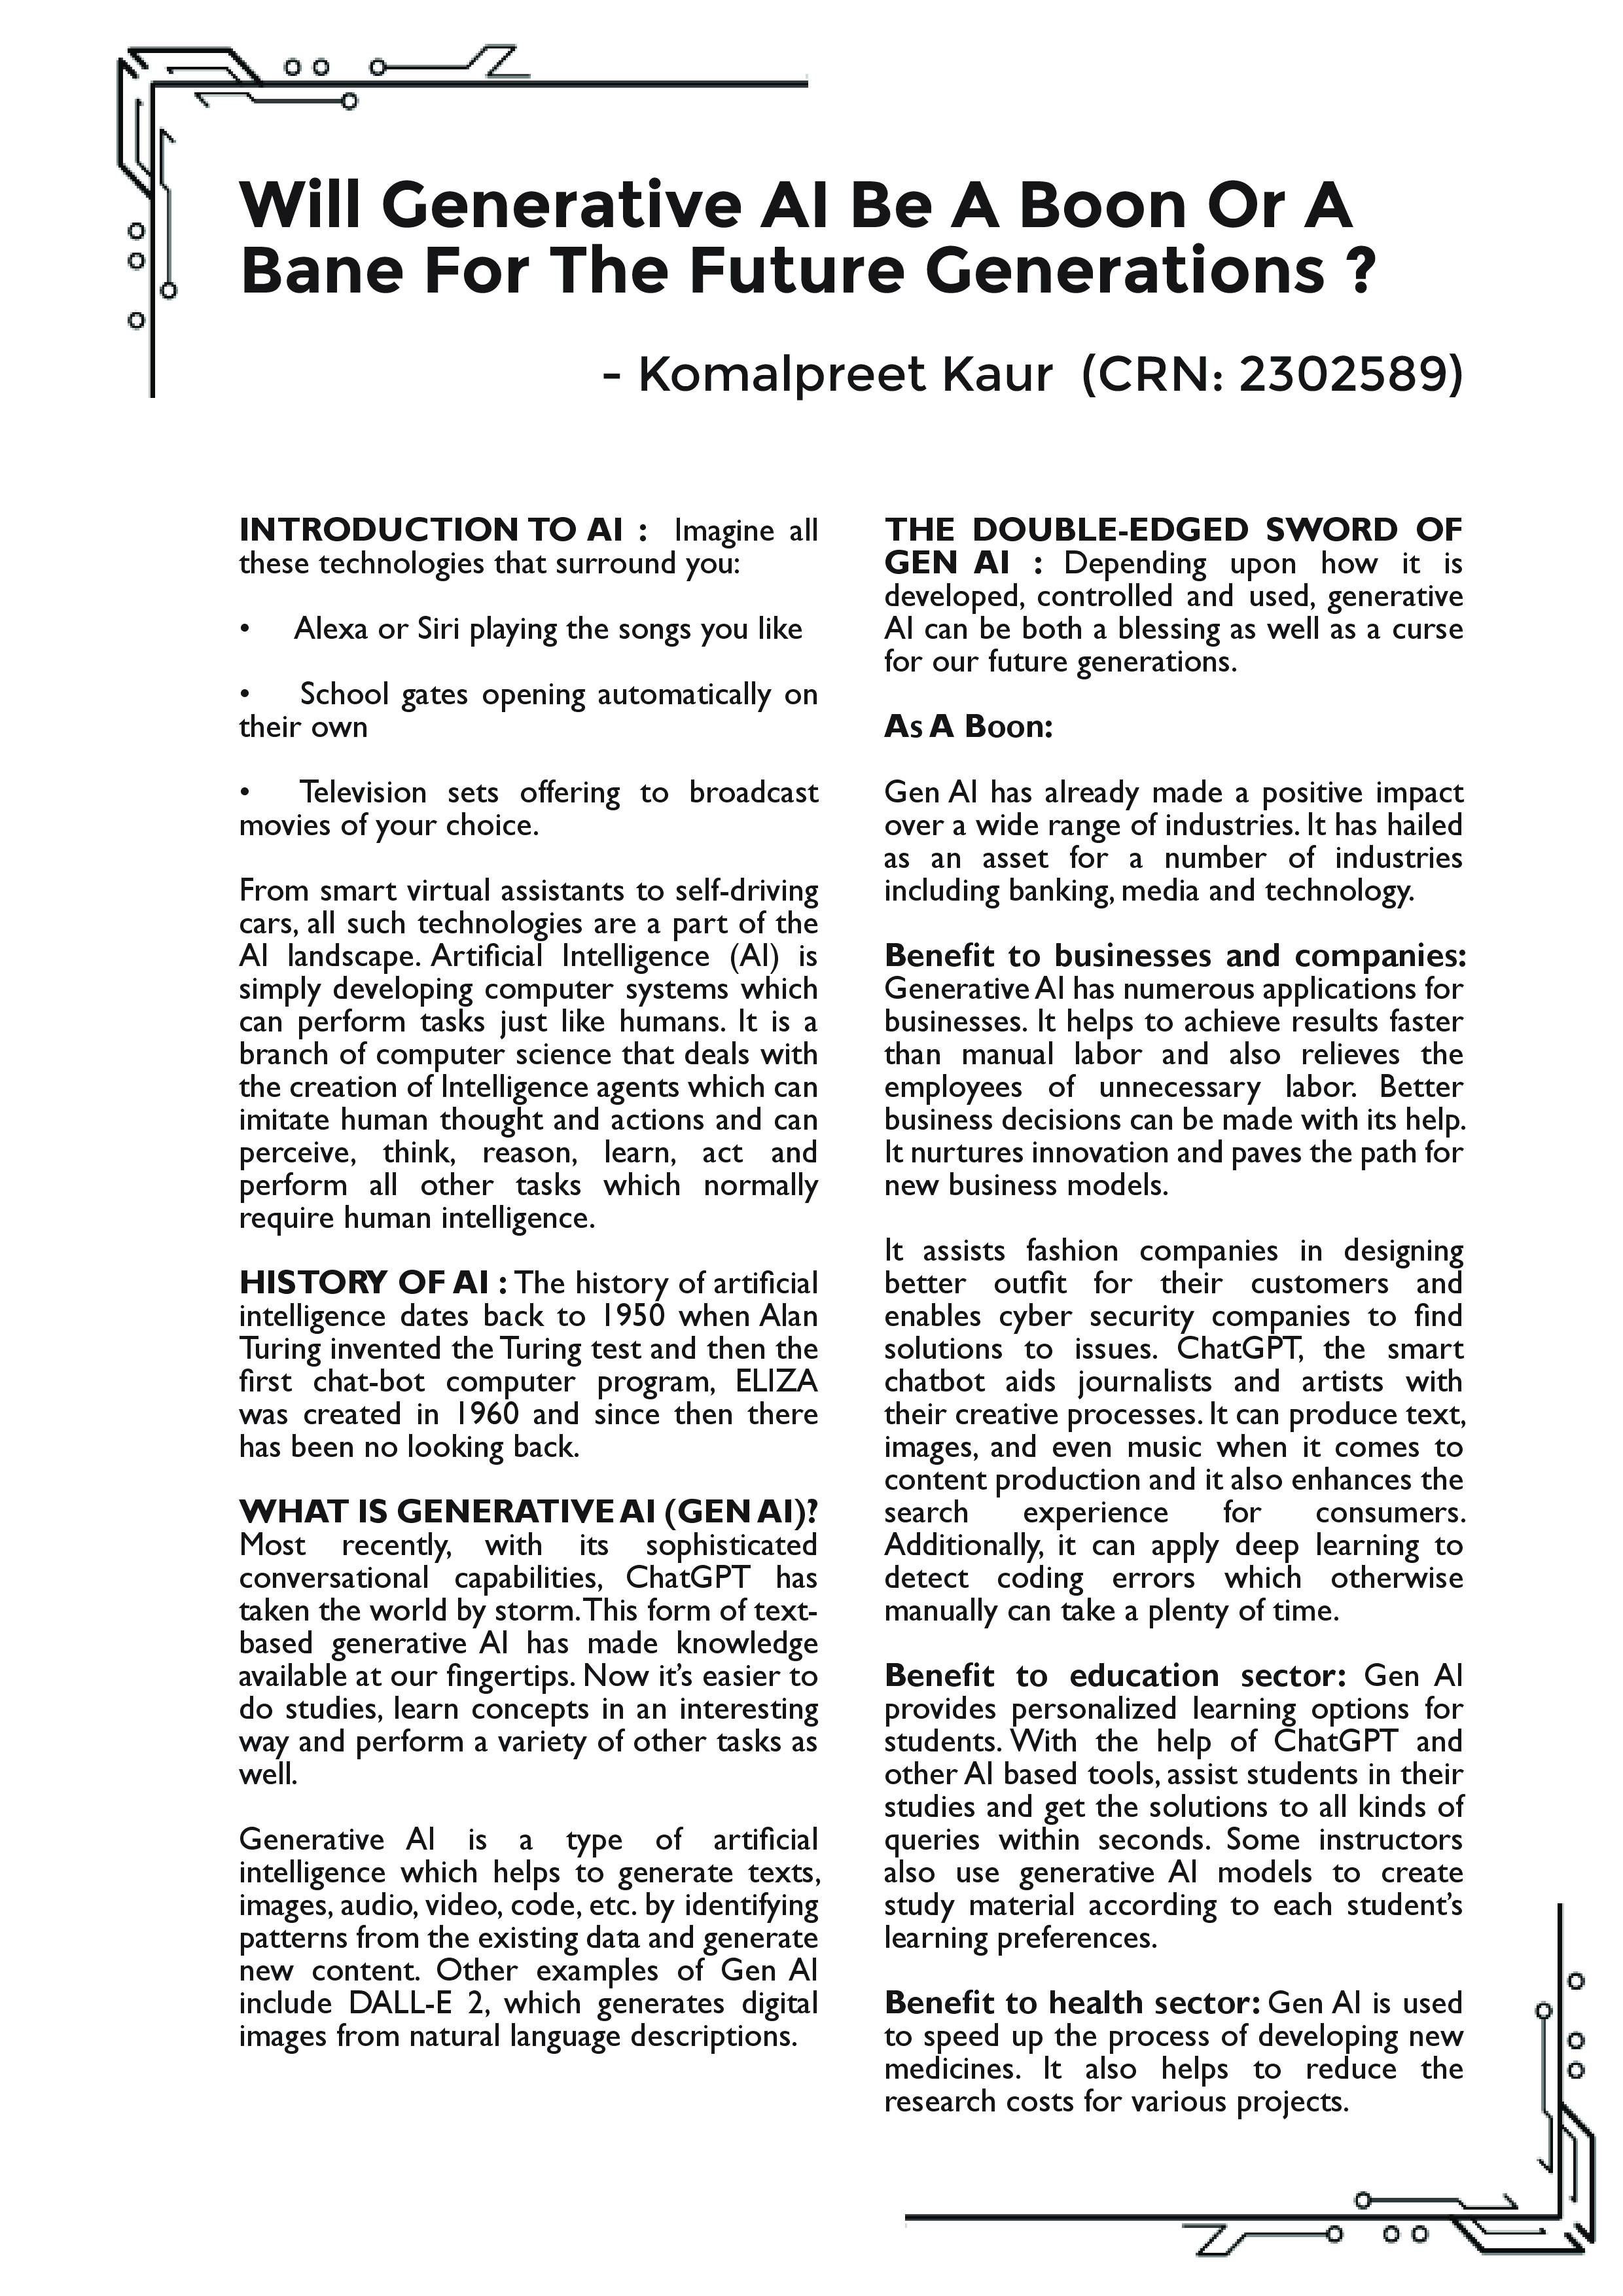 Will Generative AI Be A Boon Or A
Bane For The Future Generations ?
- Komalpreet Kaur (CRN: 2302589)
INTRODUCTION TO AI : Imagine all
these technologies that surround you:
• Alexa or Siri playing the songs you like
• School gates opening automatically on
their own
• Television sets offering to broadcast
movies of your choice.
From smart virtual assistants to self-driving
cars, all such technologies are a part of the
AI landscape. Artificial Intelligence (AI) is
simply developing computer systems which
can perform tasks just like humans. It is a
branch of computer science that deals with
the creation of Intelligence agents which can
imitate human thought and actions and can
perceive, think, reason, learn, act and
perform all other tasks which normally
require human intelligence.
HISTORY OF AI : The history of artificial
intelligence dates back to 1950 when Alan
Turing invented the Turing test and then the
first chat-bot computer program, ELIZA
was created in 1960 and since then there
has been no looking back.
WHAT IS GENERATIVE AI (GEN AI)?
Most recently, with its sophisticated
conversational capabilities, ChatGPT has
taken the world by storm. This form of text-
based generative AI has made knowledge
available at our fingertips. Now it's easier to
do studies, learn concepts in an interesting
way and perform a variety of other tasks as
well.
Generative AI is a type of artificial
intelligence which helps to generate texts,
images, audio, video, code, etc. by identifying
patterns from the existing data and generate
new content. Other examples of Gen AI
include DALL-E 2, which generates digital
images from natural language descriptions.
THE DOUBLE-EDGED SWORD OF
GEN AI : Depending upon how it is
developed, controlled and used, generative
AI can be both a blessing as well as a curse
for our future generations.
As A Boon:
Gen AI has already made a positive impact
over a wide range of industries. It has hailed
as an asset for a number of industries
including banking, media and technology.
Benefit to businesses and companies:
Generative AI has numerous applications for
businesses. It helps to achieve results faster
than manual labor and also relieves the
employees of unnecessary labor. Better
business decisions can be made with its help.
It nurtures innovation and paves the path for
new business models.
It assists fashion companies in designing
better outfit for their customers and
enables cyber security companies to find
solutions to issues. ChatGPT, the smart
chatbot aids journalists and artists with
their creative processes. It can produce text,
images, and even music when it comes to
content production and it also enhances the
search experience for consumers.
Additionally, it can apply deep learning to
detect coding errors which otherwise
manually can take a plenty of time.
Benefit to education sector: Gen AI
provides personalized learning options for
students. With the help of ChatGPT and
other AI based tools, assist students in their
studies and get the solutions to all kinds of
queries within seconds. Some instructors
also use generative AI models to create
study material according to each student's
learning preferences.
Benefit to health sector: Gen AI is used
to speed up the process of developing new
medicines. It also helps to reduce the
research costs for various projects.